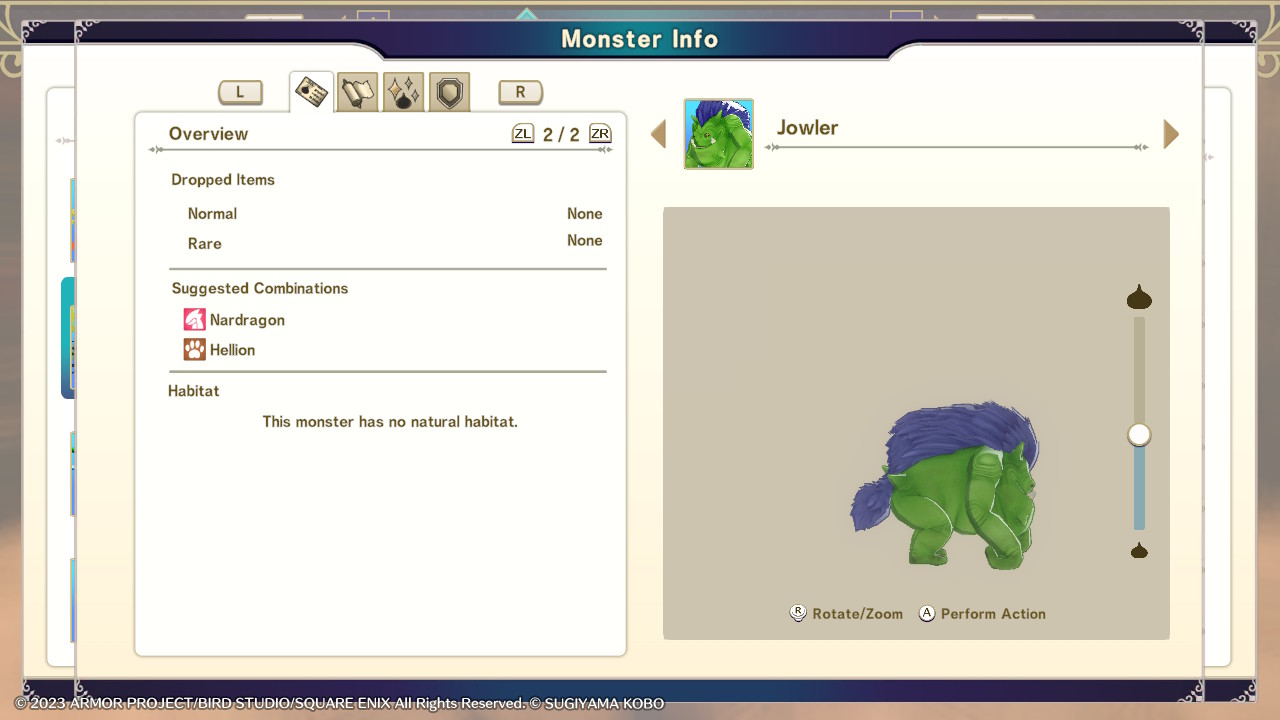 Monster Info
L
R
Overview
ZL 2 / 2 ZR
Jowler
Dropped Items
Normal None
Rare None
Suggested Combinations
Nardragon
Hellion
Habitat
This monster has no natural habitat.
R Rotate/Zoom A Perform Action
© 2023 ARMOR PROJECT/BIRD STUDIO/SQUARE ENIX All Rights Reserved. © SUGIYAMA KOBO